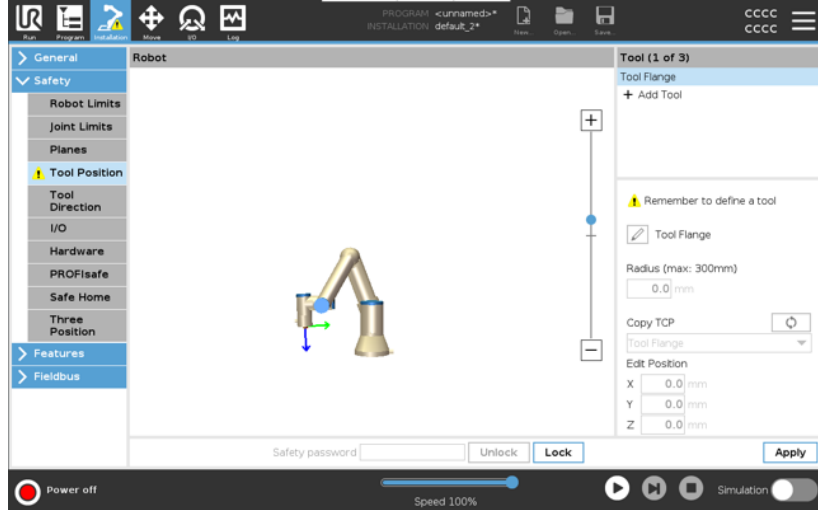 UR
PROGRAM <unnamed>*
INSTALLATION default_2*
CCCC
CCCC
Run Program Installation Move I/O Log New... Open... Save...
General
Safety
Robot Limits
Joint Limits
Planes
Tool Position
Tool
Direction
I/O
Hardware
PROFIsafe
Safe Home
Three
Position
Features
Fieldbus
Robot
+
−
Safety password Unlock Lock
Tool (1 of 3)
Tool Flange
+ Add Tool
Remember to define a tool
Tool Flange
Radius (max: 300mm)
0.0 mm
Copy TCP
Tool Flange
Edit Position
X 0.0 mm
Y 0.0 mm
Z 0.0 mm
Apply
Power off
Speed 100%
Simulation